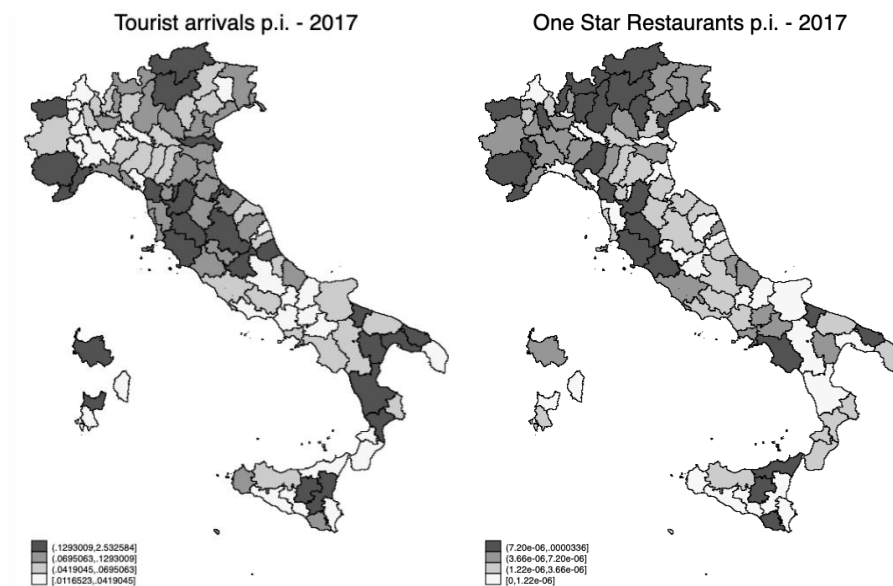 Tourist arrivals p.i. - 2017
One Star Restaurants p.i. - 2017
(.1293009,2.532584]
(.0695063,.1293009]
(.0419045,.0695063]
[.0116523,.0419045]
(7.20e-06,.0000336]
(3.66e-06,7.20e-06]
(1.22e-06,3.66e-06]
[0,1.22e-06]